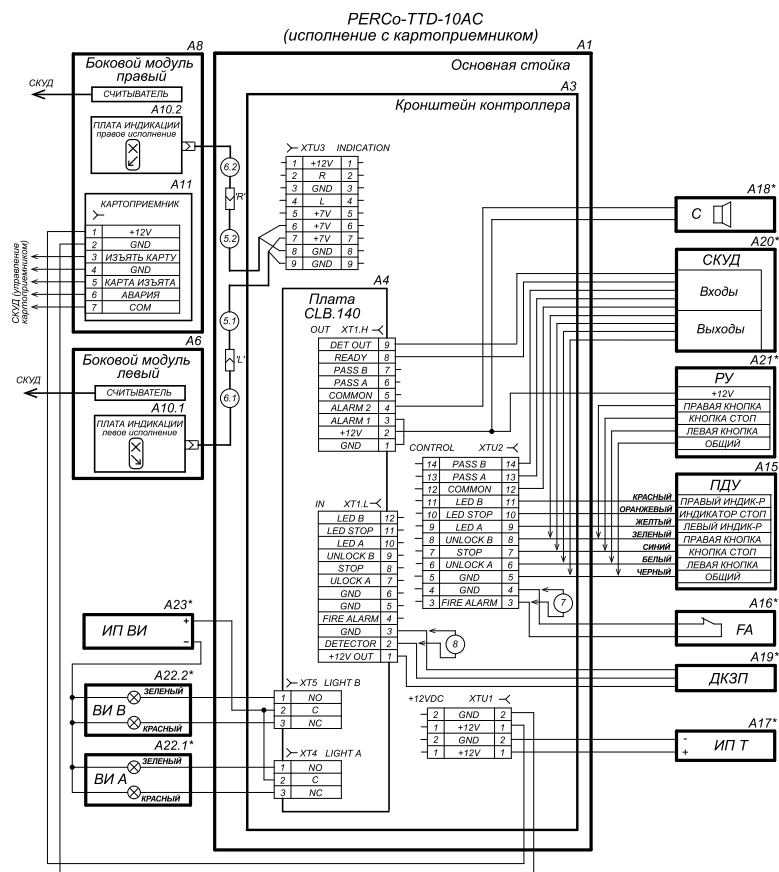 PERCo-TTD-10AC
(исполнение с картоприемником)
A8
Боковой модуль
правый
СКУД
СЧИТЫВАТЕЛЬ
A10.2
ПЛАТА ИНДИКАЦИИ
правое исполнение
A11
КАРТОПРИЕМНИК
1 +12V
2 GND
3 ИЗЪЯТЬ КАРТУ
4 GND
5 КАРТА ИЗЪЯТА
6 АВАРИЯ
7 COM
СКУД (управление
картоприемником)
A6
Боковой модуль
левый
СКУД
СЧИТЫВАТЕЛЬ
A10.1
ПЛАТА ИНДИКАЦИИ
левое исполнение
6.2
'R'
5.2
5.1
'L'
6.1
A1
Основная стойка
A3
Кронштейн контроллера
XTU3 INDICATION
1 +12V 1
2 R 2
3 GND 3
4 L 4
5 +7V 5
6 +7V 6
7 +7V 7
8 GND 8
9 GND 9
A4
Плата
CLB.140
OUT XT1.H
DET OUT 9
READY 8
PASS B 7
PASS A 6
COMMON 5
ALARM 2 4
ALARM 1 3
+12V 2
GND 1
CONTROL XTU2
14 PASS B 14
13 PASS A 13
12 COMMON 12
11 LED B 11
10 LED STOP 10
9 LED A 9
8 UNLOCK B 8
7 STOP 7
6 UNLOCK A 6
5 GND 5
4 GND 4
3 FIRE ALARM 3
7
IN XT1.L
LED B 12
LED STOP 11
LED A 10
UNLOCK B 9
STOP 8
ULOCK A 7
GND 6
GND 5
FIRE ALARM 4
GND 3
DETECTOR 2
+12V OUT 1
8
A23*
ИП ВИ
+
−
A22.2*
ВИ В
ЗЕЛЕНЫЙ
КРАСНЫЙ
A22.1*
ВИ А
ЗЕЛЕНЫЙ
КРАСНЫЙ
XT5 LIGHT B
1 NO
2 C
3 NC
XT4 LIGHT A
1 NO
2 C
3 NC
+12VDC XTU1
2 GND 2
1 +12V 1
2 GND 2
1 +12V 1
A18*
С
A20*
СКУД
Входы
Выходы
A21*
РУ
+12V
ПРАВАЯ КНОПКА
КНОПКА СТОП
ЛЕВАЯ КНОПКА
ОБЩИЙ
A15
ПДУ
КРАСНЫЙ ПРАВЫЙ ИНДИК-Р
ОРАНЖЕВЫЙ ИНДИКАТОР СТОП
ЖЕЛТЫЙ ЛЕВЫЙ ИНДИК-Р
ЗЕЛЕНЫЙ ПРАВАЯ КНОПКА
СИНИЙ КНОПКА СТОП
БЕЛЫЙ ЛЕВАЯ КНОПКА
ЧЕРНЫЙ ОБЩИЙ
A16*
FA
A19*
ДКЗП
A17*
-
+
ИП Т